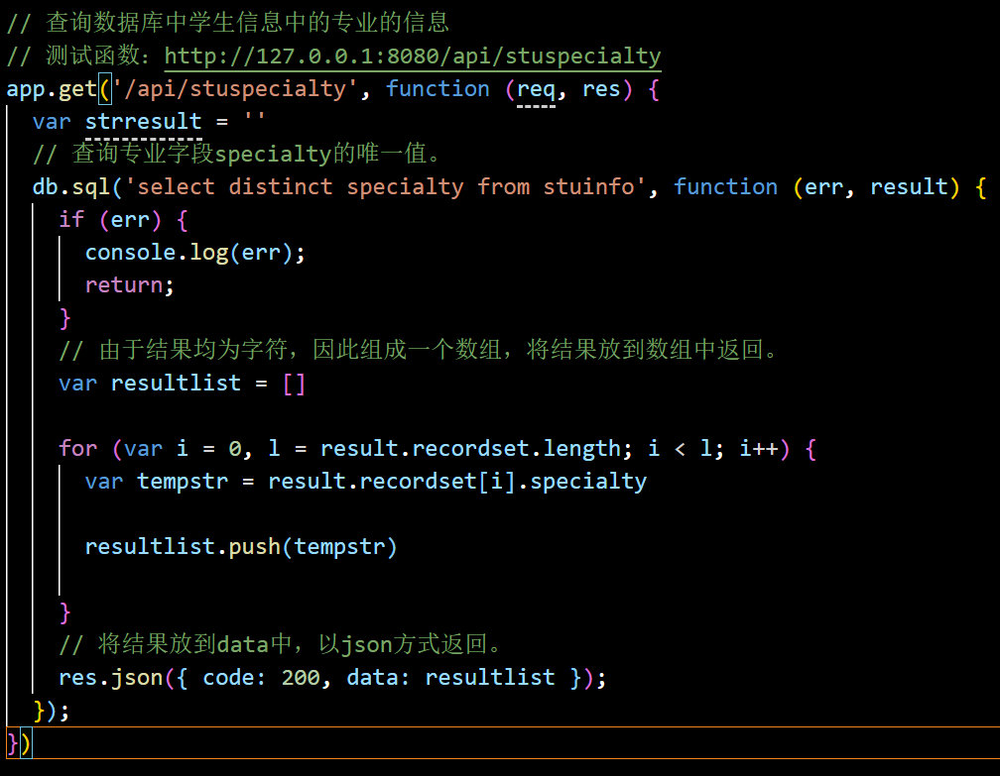 // 查询数据库中学生信息中的专业的信息
// 测试函数：http://127.0.0.1:8080/api/stuspecialty
app.get('/api/stuspecialty', function (req, res) {
  var strresult = ''
  // 查询专业字段specialty的唯一值。
  db.sql('select distinct specialty from stuinfo', function (err, result) {
    if (err) {
      console.log(err);
      return;
    }
    // 由于结果均为字符，因此组成一个数组，将结果放到数组中返回。
    var resultlist = []
    for (var i = 0, l = result.recordset.length; i < l; i++) {
      var tempstr = result.recordset[i].specialty
      resultlist.push(tempstr)
    }
    // 将结果放到data中，以json方式返回。
    res.json({ code: 200, data: resultlist });
  });
})